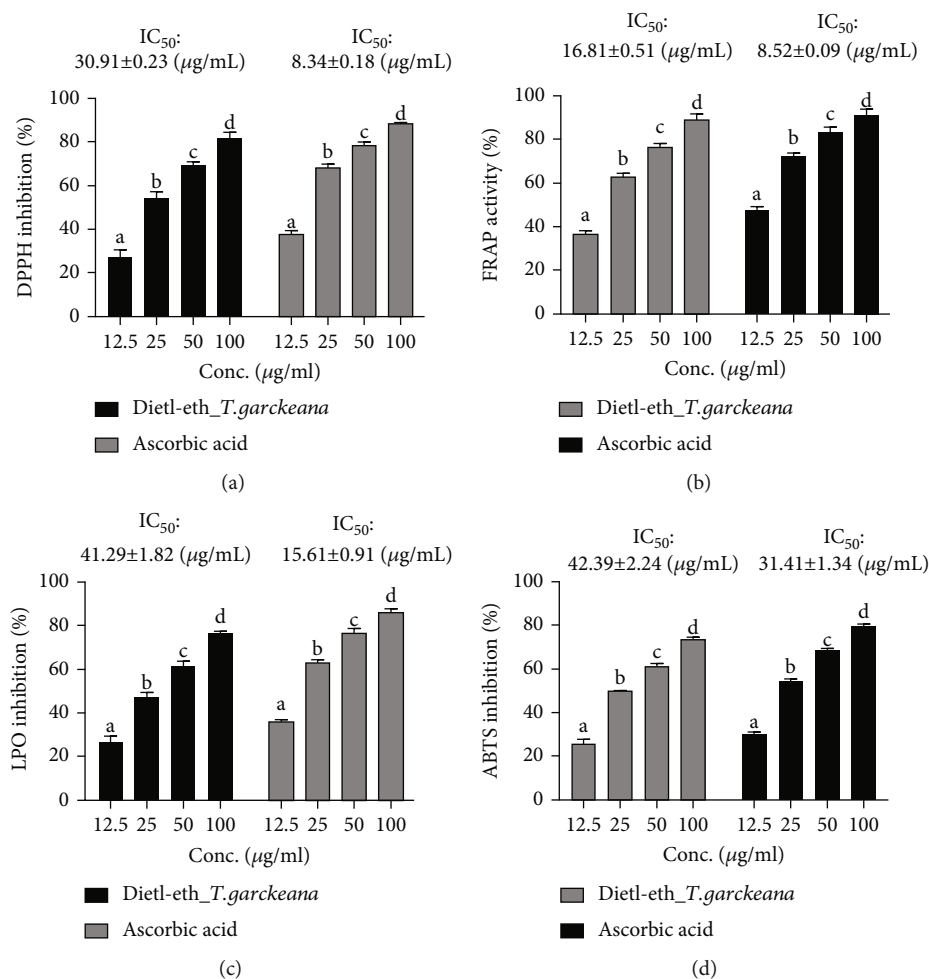 IC50:
30.91±0.23 (μg/mL)
IC50:
8.34±0.18 (μg/mL)
DPPH inhibition (%)
100
80
60
40
20
0
a
b
c
d
a
b
c
d
12.5 25 50 100 12.5 25 50 100
Conc. (μg/ml)
Dietl-eth_T.garckeana
Ascorbic acid
(a)
IC50:
16.81±0.51 (μg/mL)
IC50:
8.52±0.09 (μg/mL)
FRAP activity (%)
100
80
60
40
20
0
a
b
c
d
a
b
c
d
12.5 25 50 100 12.5 25 50 100
Conc. (μg/ml)
Dietl-eth_T.garckeana
Ascorbic acid
(b)
IC50:
41.29±1.82 (μg/mL)
IC50:
15.61±0.91 (μg/mL)
LPO inhibition (%)
100
80
60
40
20
0
a
b
c
d
a
b
c
d
12.5 25 50 100 12.5 25 50 100
Conc. (μg/ml)
Dietl-eth_T.garckeana
Ascorbic acid
(c)
IC50:
42.39±2.24 (μg/mL)
IC50:
31.41±1.34 (μg/mL)
ABTS inhibition (%)
100
80
60
40
20
0
a
b
c
d
a
b
c
d
12.5 25 50 100 12.5 25 50 100
Conc. (μg/ml)
Dietl-eth_T.garckeana
Ascorbic acid
(d)